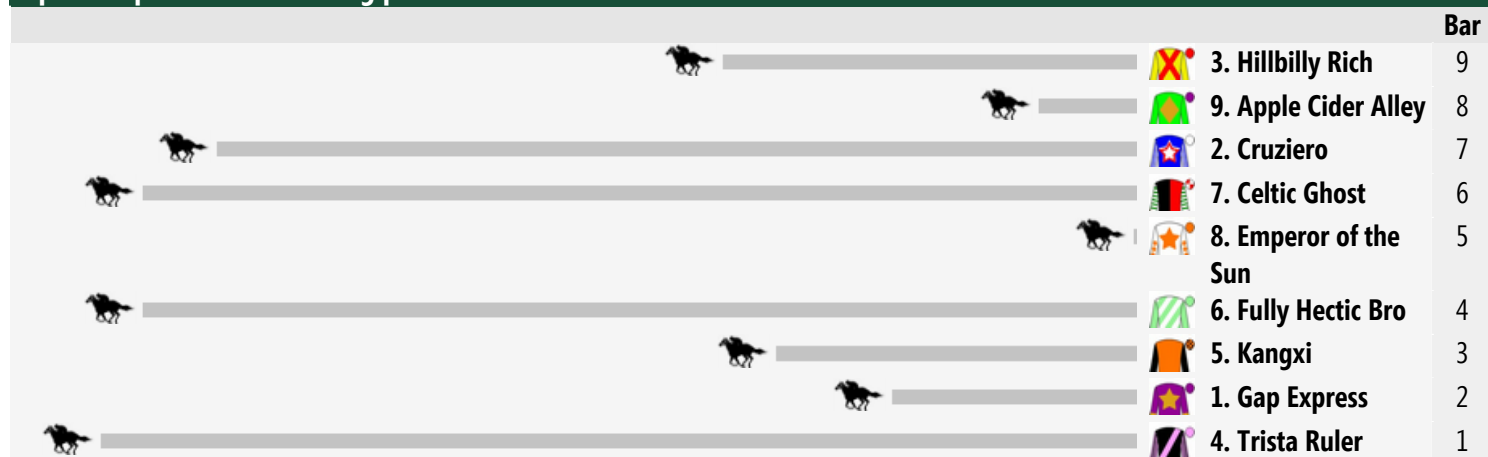 Bar
3. Hillbilly Rich 9
9. Apple Cider Alley 8
2. Cruziero 7
7. Celtic Ghost 6
8. Emperor of the 5
Sun
6. Fully Hectic Bro 4
5. Kangxi 3
1. Gap Express 2
4. Trista Ruler 1